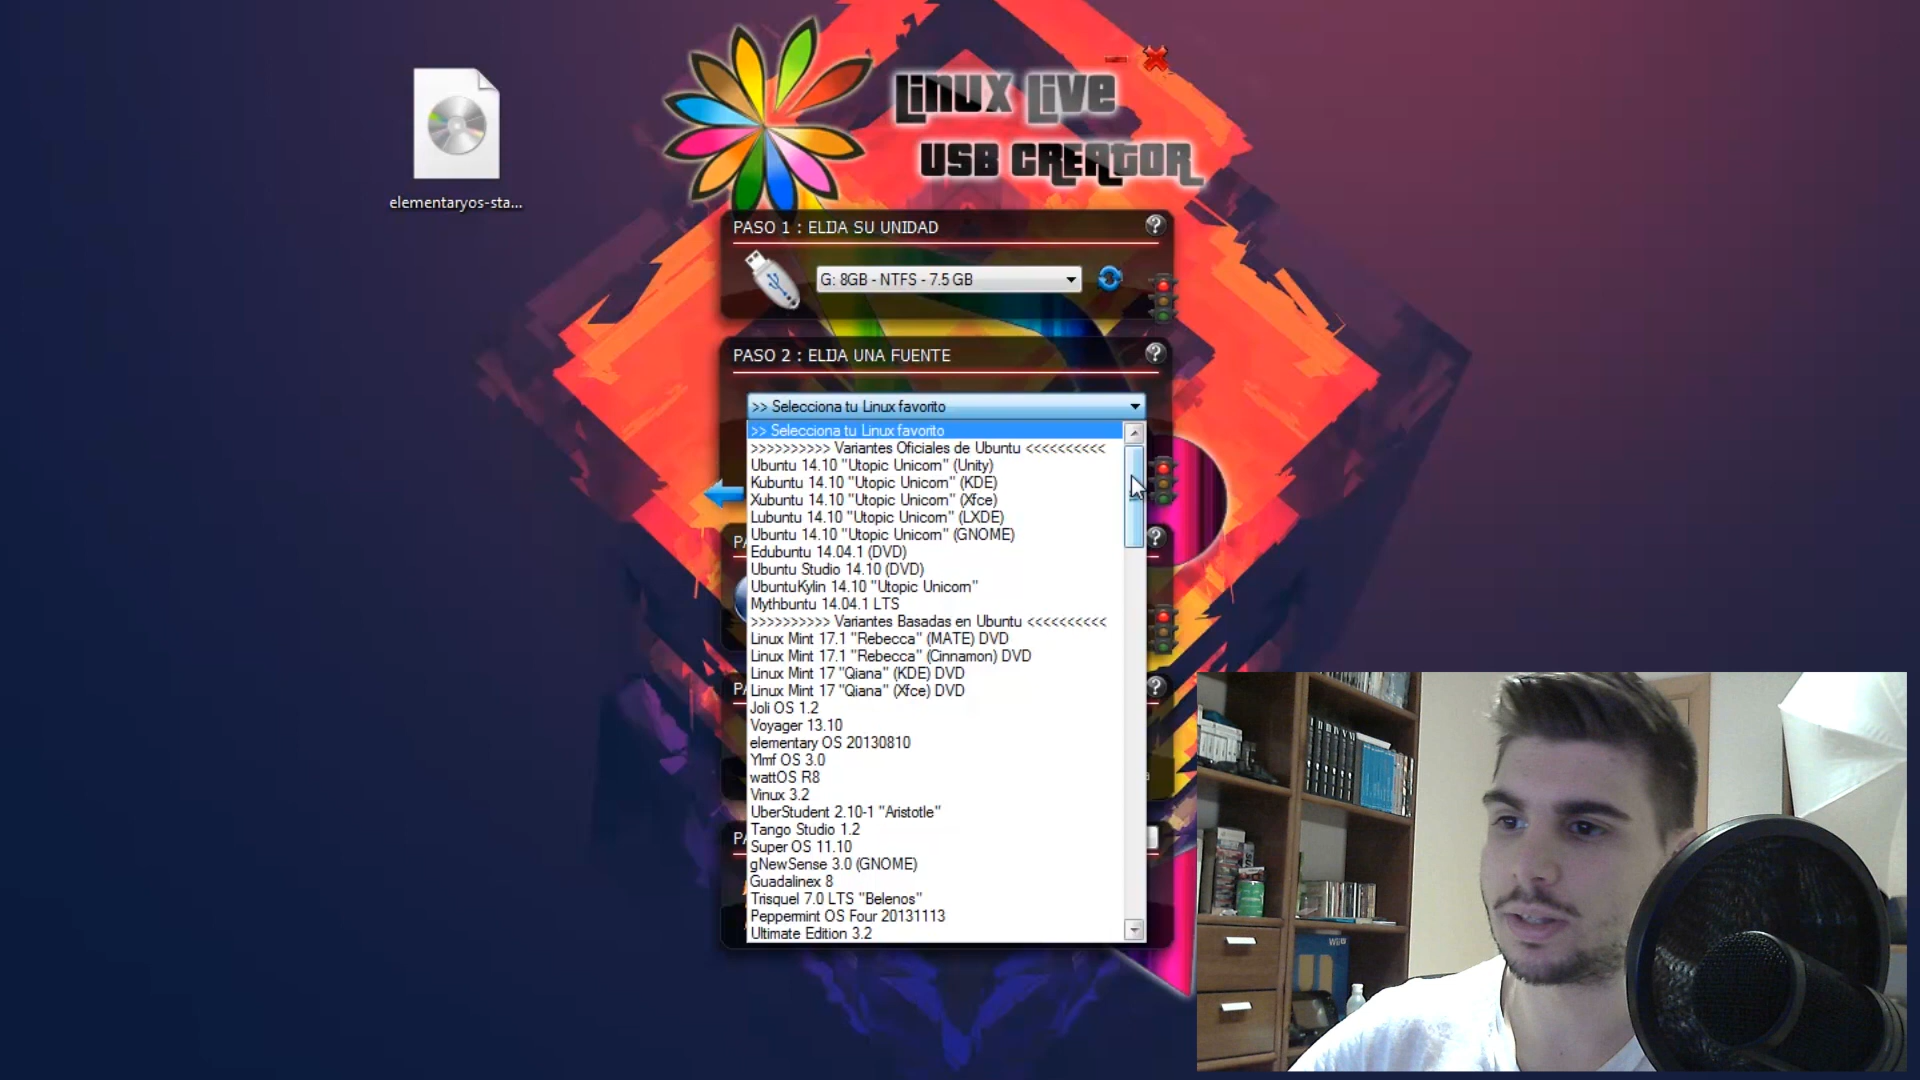 LiNUX LiVE
USB CREATOR
elementaryos-sta...
PASO 1 : ELIJA SU UNIDAD
G: 8GB - NTFS - 7.5 GB
PASO 2 : ELIJA UNA FUENTE
>> Selecciona tu Linux favorito
>> Selecciona tu Linux favorito
>>>>>>>>>> Variantes Oficiales de Ubuntu <<<<<<<<<<
Ubuntu 14.10 "Utopic Unicorn" (Unity)
Kubuntu 14.10 "Utopic Unicorn" (KDE)
Xubuntu 14.10 "Utopic Unicorn" (Xfce)
Lubuntu 14.10 "Utopic Unicorn" (LXDE)
Ubuntu 14.10 "Utopic Unicorn" (GNOME)
Edubuntu 14.04.1 (DVD)
Ubuntu Studio 14.10 (DVD)
UbuntuKylin 14.10 "Utopic Unicorn"
Mythbuntu 14.04.1 LTS
>>>>>>>>>> Variantes Basadas en Ubuntu <<<<<<<<<<
Linux Mint 17.1 "Rebecca" (MATE) DVD
Linux Mint 17.1 "Rebecca" (Cinnamon) DVD
Linux Mint 17 "Qiana" (KDE) DVD
Linux Mint 17 "Qiana" (Xfce) DVD
Joli OS 1.2
Voyager 13.10
elementary OS 20130810
Ylmf OS 3.0
wattOS R8
Vinux 3.2
UberStudent 2.10-1 "Aristotle"
Tango Studio 1.2
Super OS 11.10
gNewSense 3.0 (GNOME)
Guadalinex 8
Trisquel 7.0 LTS "Belenos"
Peppermint OS Four 20131113
Ultimate Edition 3.2
WiiU